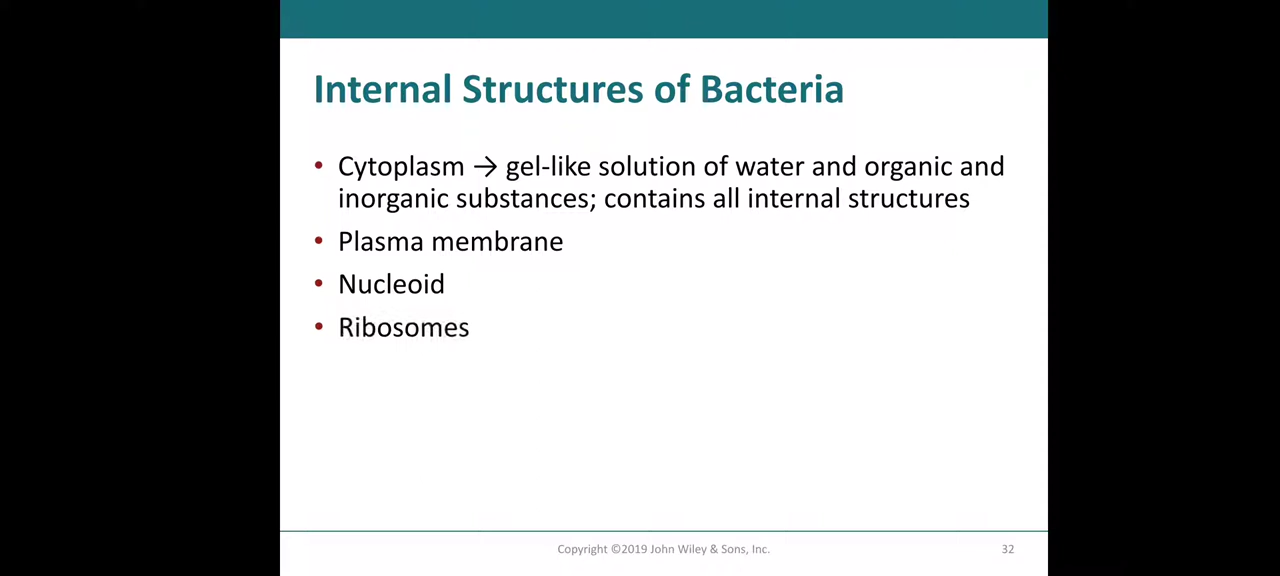 Internal Structures of Bacteria
• Cytoplasm → gel-like solution of water and organic and
inorganic substances; contains all internal structures
• Plasma membrane
• Nucleoid
• Ribosomes
Copyright ©2019 John Wiley & Sons, Inc.
32